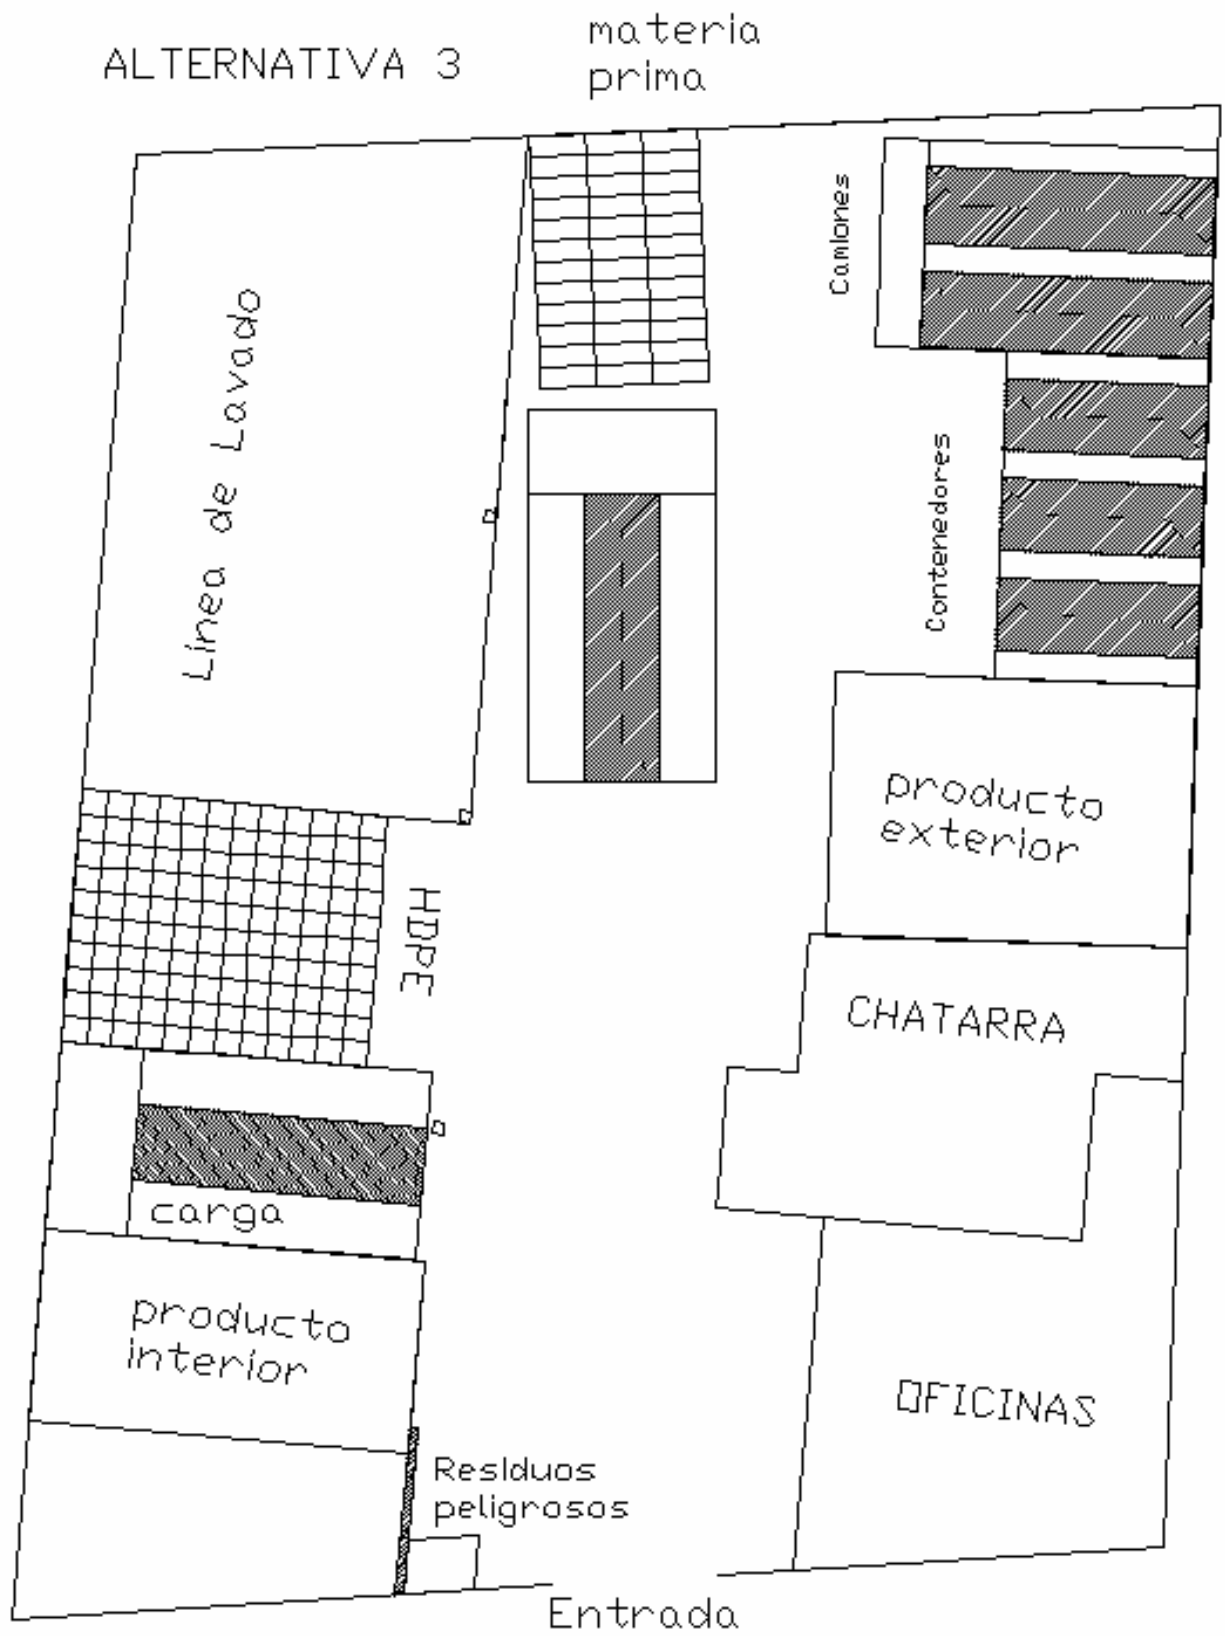 ALTERNATIVA 3
materia
prima
Camiones
Linea de Lavado
Contenedores
producto
exterior
HDPE
CHATARRA
carga
producto
interior
OFICINAS
Residuos
peligrosos
Entrada